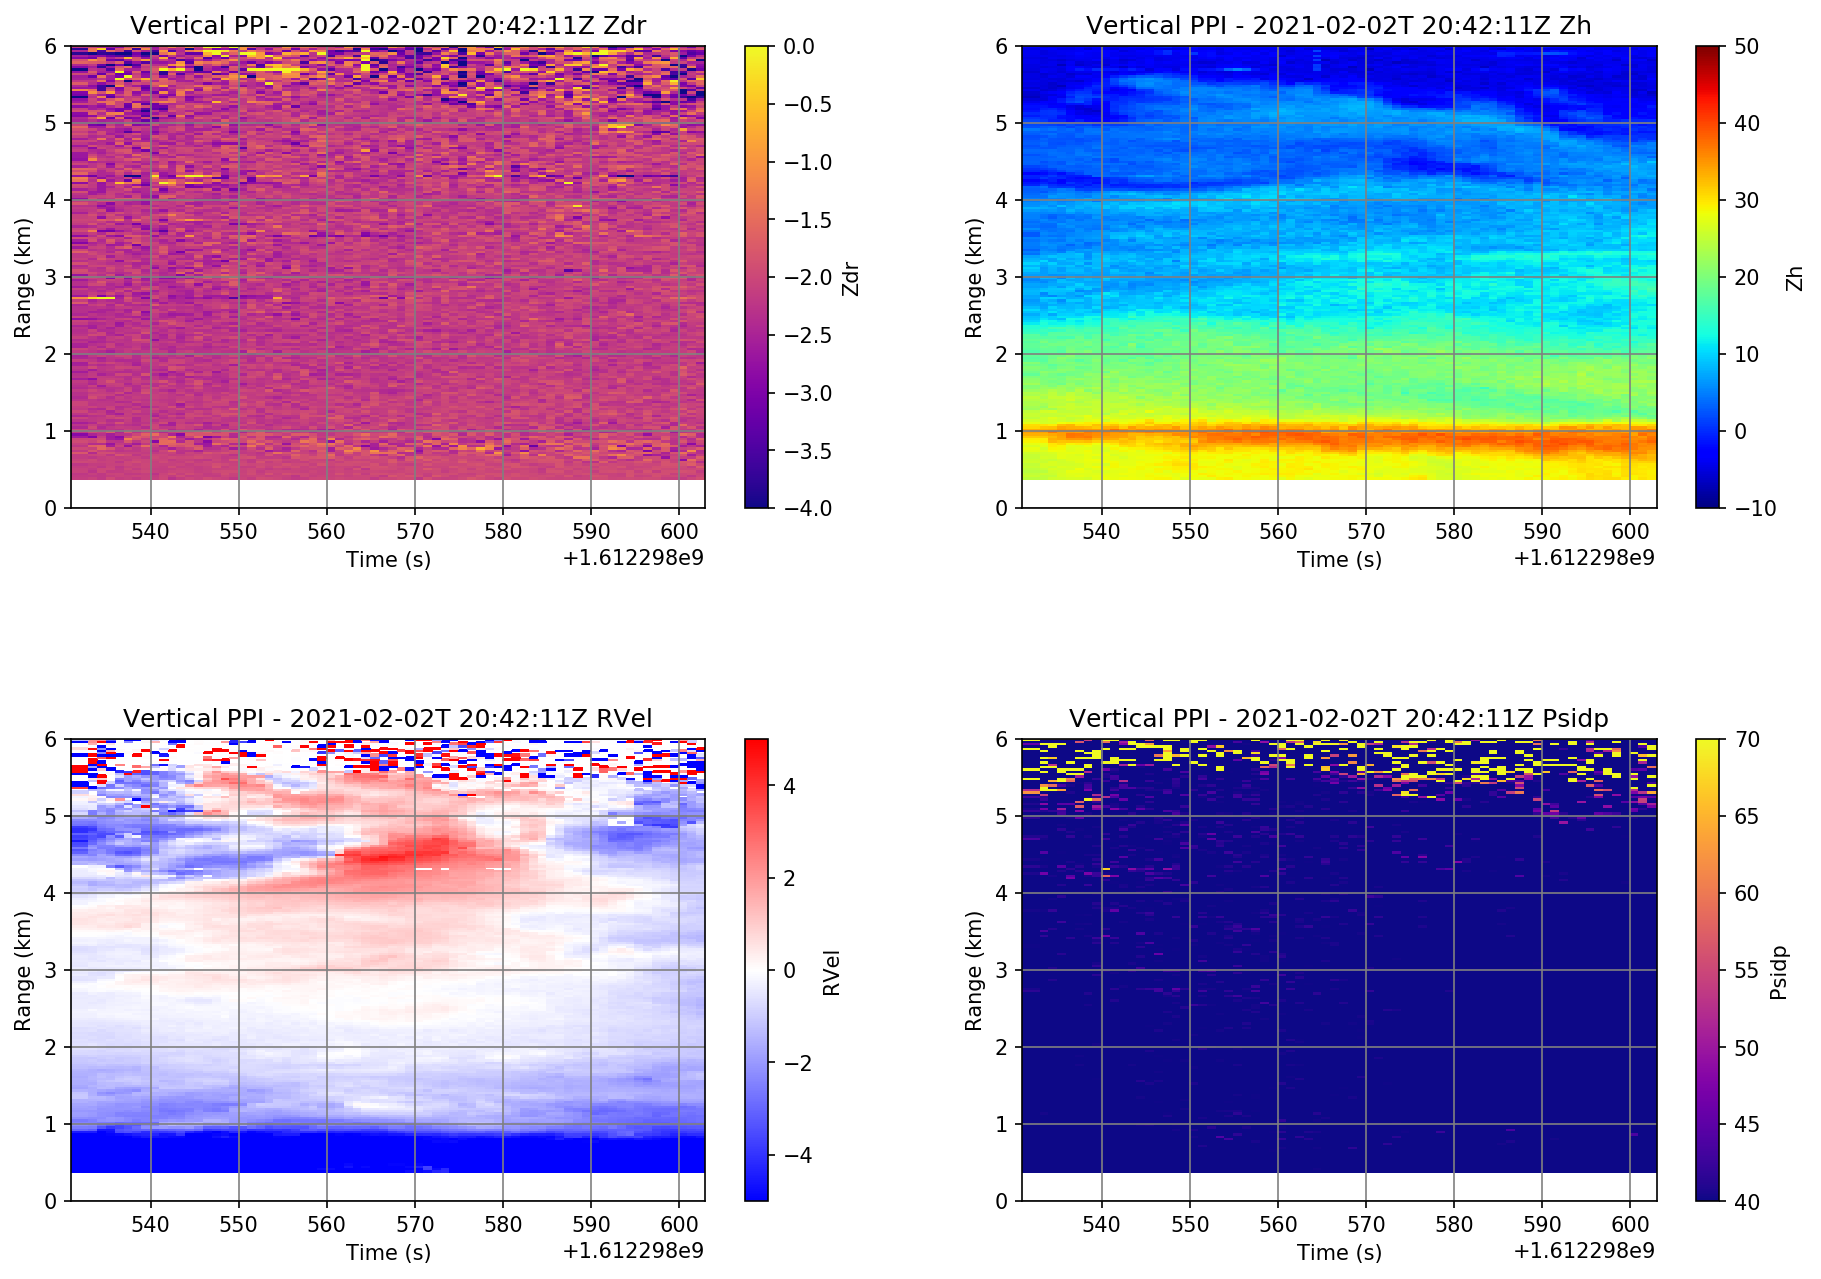 Vertical PPI - 2021-02-02T 20:42:11Z Zdr
6
5
4
3
2
1
0
Range (km)
540 550 560 570 580 590 600
Time (s)
+1.612298e9
0.0
−0.5
−1.0
−1.5
−2.0
−2.5
−3.0
−3.5
−4.0
Zdr
Vertical PPI - 2021-02-02T 20:42:11Z Zh
6
5
4
3
2
1
0
Range (km)
540 550 560 570 580 590 600
Time (s)
+1.612298e9
50
40
30
20
10
0
−10
Zh
Vertical PPI - 2021-02-02T 20:42:11Z RVel
6
5
4
3
2
1
0
Range (km)
540 550 560 570 580 590 600
Time (s)
+1.612298e9
4
2
0
−2
−4
RVel
Vertical PPI - 2021-02-02T 20:42:11Z Psidp
6
5
4
3
2
1
0
Range (km)
540 550 560 570 580 590 600
Time (s)
+1.612298e9
70
65
60
55
50
45
40
Psidp